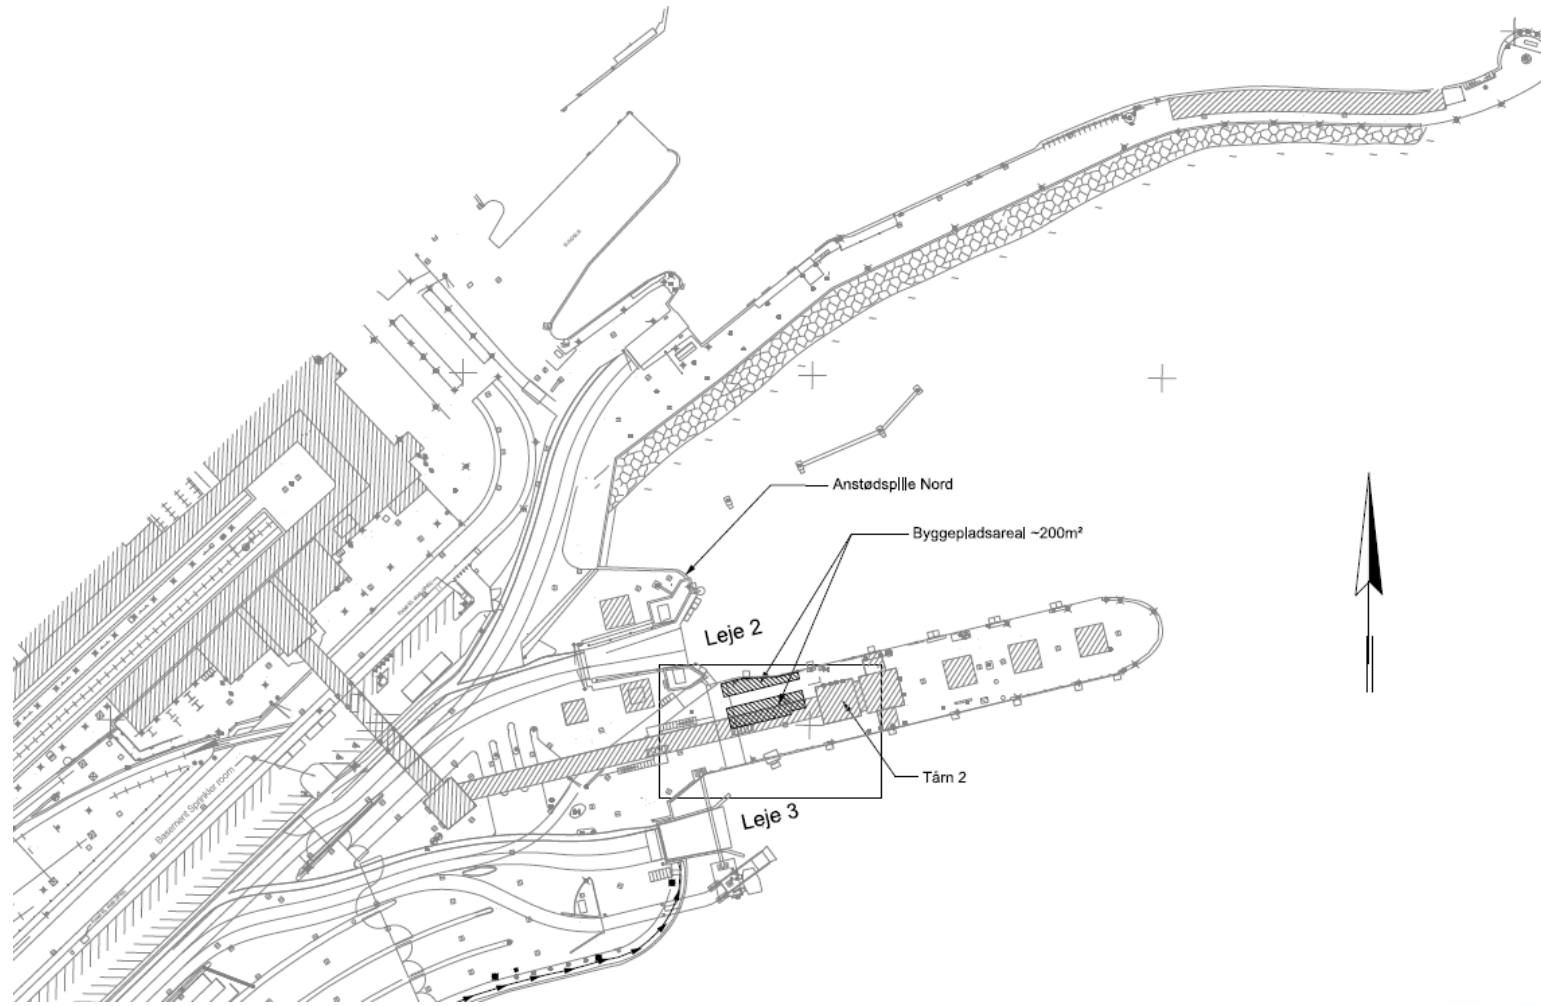 Anstødspille Nord
Byggepladsareal ~200m²
Leje 2
Tårn 2
Leje 3
Basement Sprinkler room